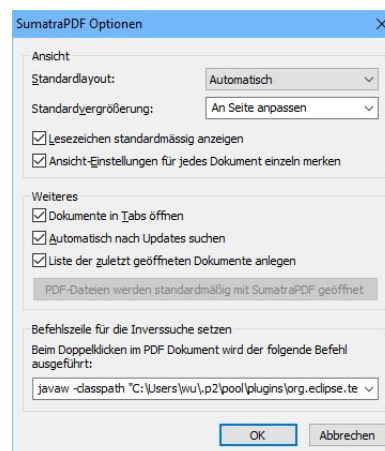 SumatraPDF Optionen
Ansicht
Standardlayout:
Automatisch
Standardvergrößerung:
An Seite anpassen
Lesezeichen standardmässig anzeigen
Ansicht-Einstellungen für jedes Dokument einzeln merken
Weiteres
Dokumente in Tabs öffnen
Automatisch nach Updates suchen
Liste der zuletzt geöffneten Dokumente anlegen
PDF-Dateien werden standardmäßig mit SumatraPDF geöffnet
Befehlszeile für die Inverssuche setzen
Beim Doppelklicken im PDF Dokument wird der folgende Befehl
ausgeführt:
javaw -classpath "C:\Users\wu\.p2\pool\plugins\org.eclipse.te
OK
Abbrechen